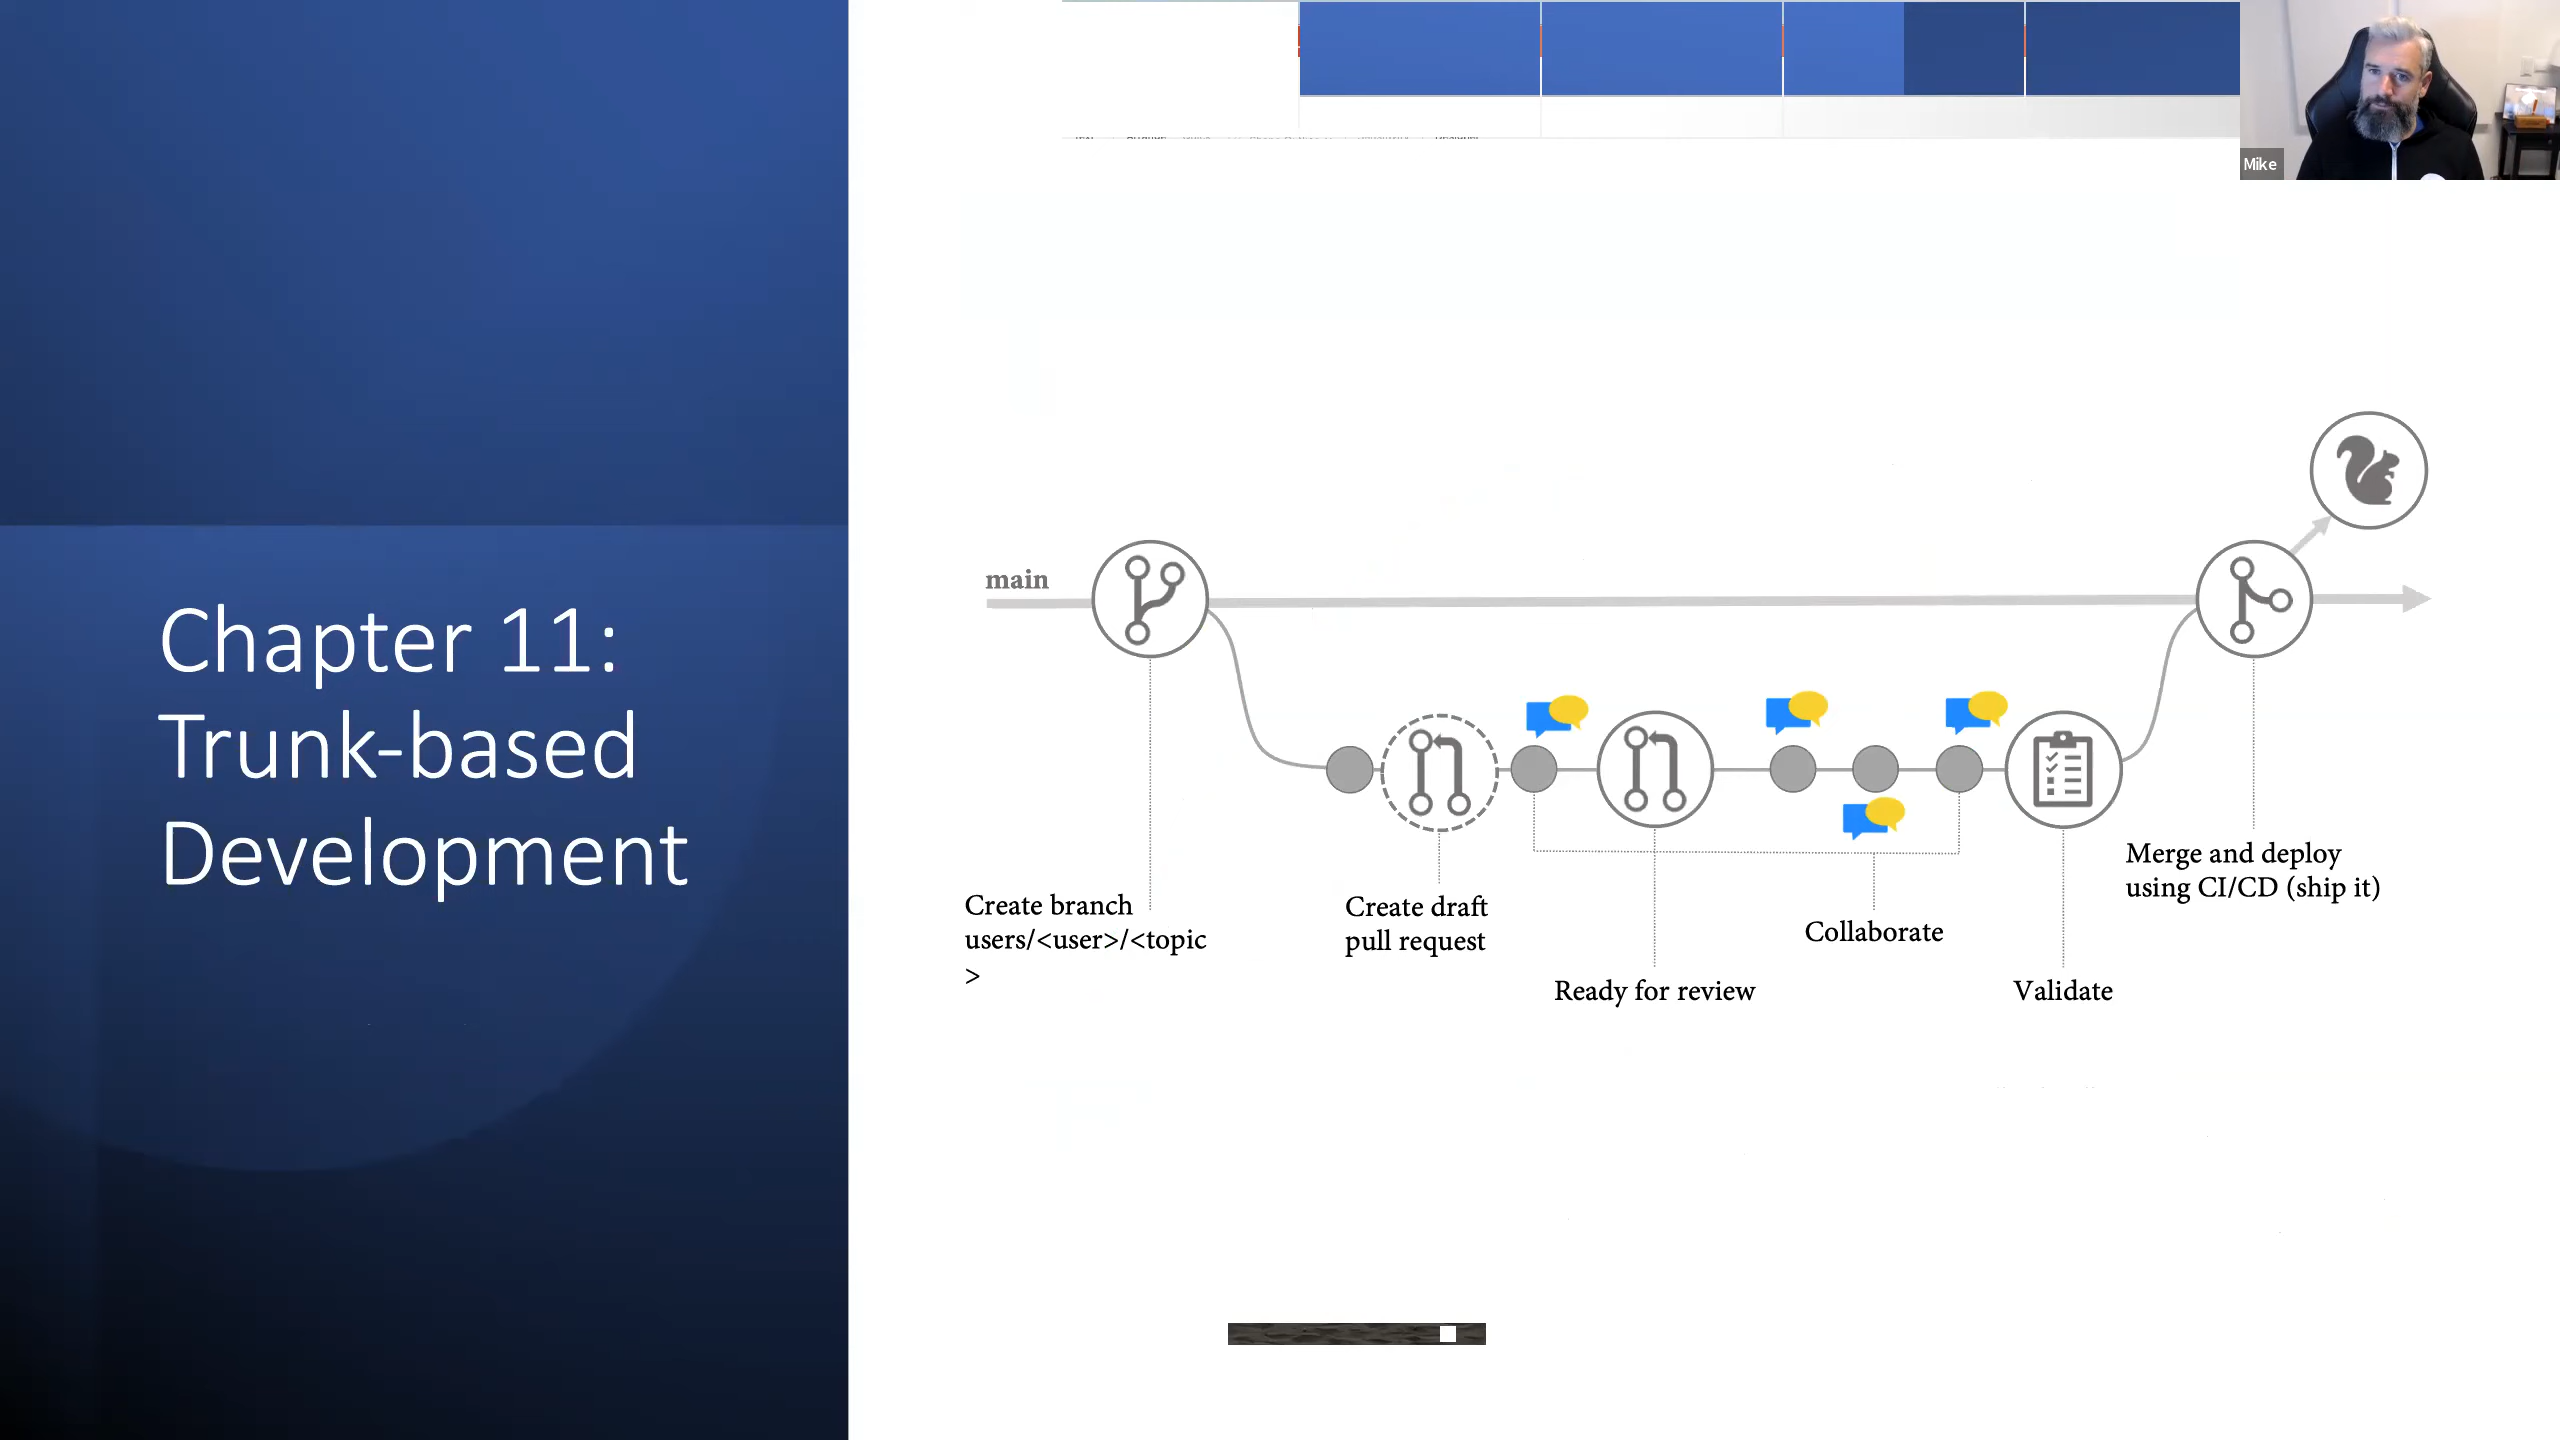 Mike
Chapter 11:
Trunk-based
Development
main
Create branch
users/<user>/<topic
>
Create draft
pull request
Ready for review
Collaborate
Validate
Merge and deploy
using CI/CD (ship it)